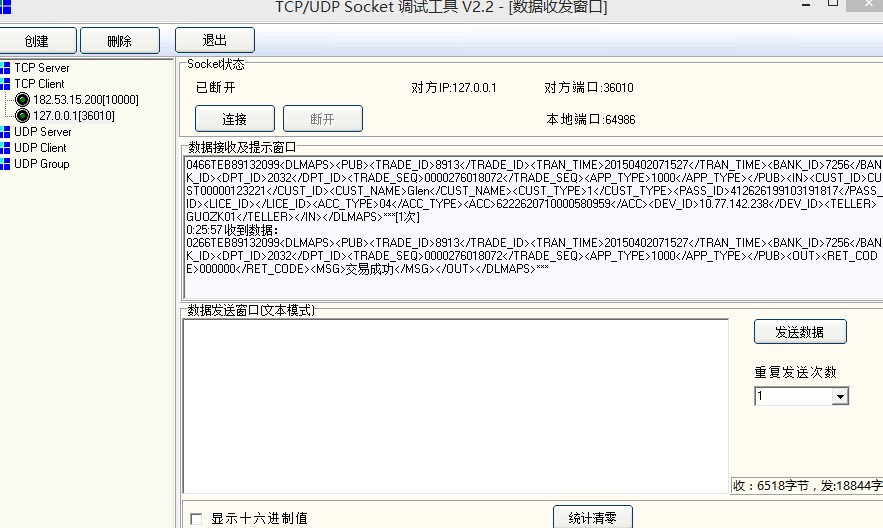 TCP/UDP Socket 调试工具 V2.2 - [数据收发窗口]
创建 删除 退出
TCP Server
TCP Client
182.53.15.200[10000]
127.0.0.1[36010]
UDP Server
UDP Client
UDP Group
Socket状态
已断开 对方IP:127.0.0.1 对方端口:36010
连接 断开 本地端口:64986
数据接收及提示窗口
0466TEB89132099<DLMAPS><PUB><TRADE_ID>8913</TRADE_ID><TRAN_TIME>20150402071527</TRAN_TIME><BANK_ID>7256</BAN
K_ID><DPT_ID>2032</DPT_ID><TRADE_SEQ>0000276018072</TRADE_SEQ><APP_TYPE>1000</APP_TYPE></PUB><IN><CUST_ID>CU
ST00000123221</CUST_ID><CUST_NAME>Glen</CUST_NAME><CUST_TYPE>1</CUST_TYPE><PASS_ID>412626199103191817</PASS_
ID><LICE_ID></LICE_ID><ACC_TYPE>04</ACC_TYPE><ACC>6222620710000580959</ACC><DEV_ID>10.77.142.238</DEV_ID><TELLER>
GUOZK01</TELLER></IN></DLMAPS>***[1次]
0:25:57 收到数据：
0266TEB89132099<DLMAPS><PUB><TRADE_ID>8913</TRADE_ID><TRAN_TIME>20150402071527</TRAN_TIME><BANK_ID>7256</BAN
K_ID><DPT_ID>2032</DPT_ID><TRADE_SEQ>0000276018072</TRADE_SEQ><APP_TYPE>1000</APP_TYPE></PUB><OUT><RET_COD
E>000000</RET_CODE><MSG>交易成功</MSG></OUT></DLMAPS>***
数据发送窗口(文本模式)
发送数据
重复发送次数
1
收：6518字节，发:18844字
显示十六进制值 统计清零